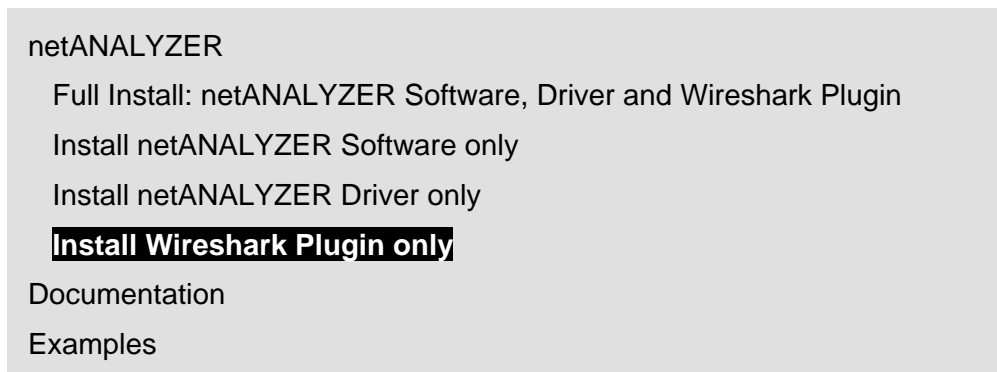 netANALYZER
Full Install: netANALYZER Software, Driver and Wireshark Plugin
Install netANALYZER Software only
Install netANALYZER Driver only
Install Wireshark Plugin only
Documentation
Examples